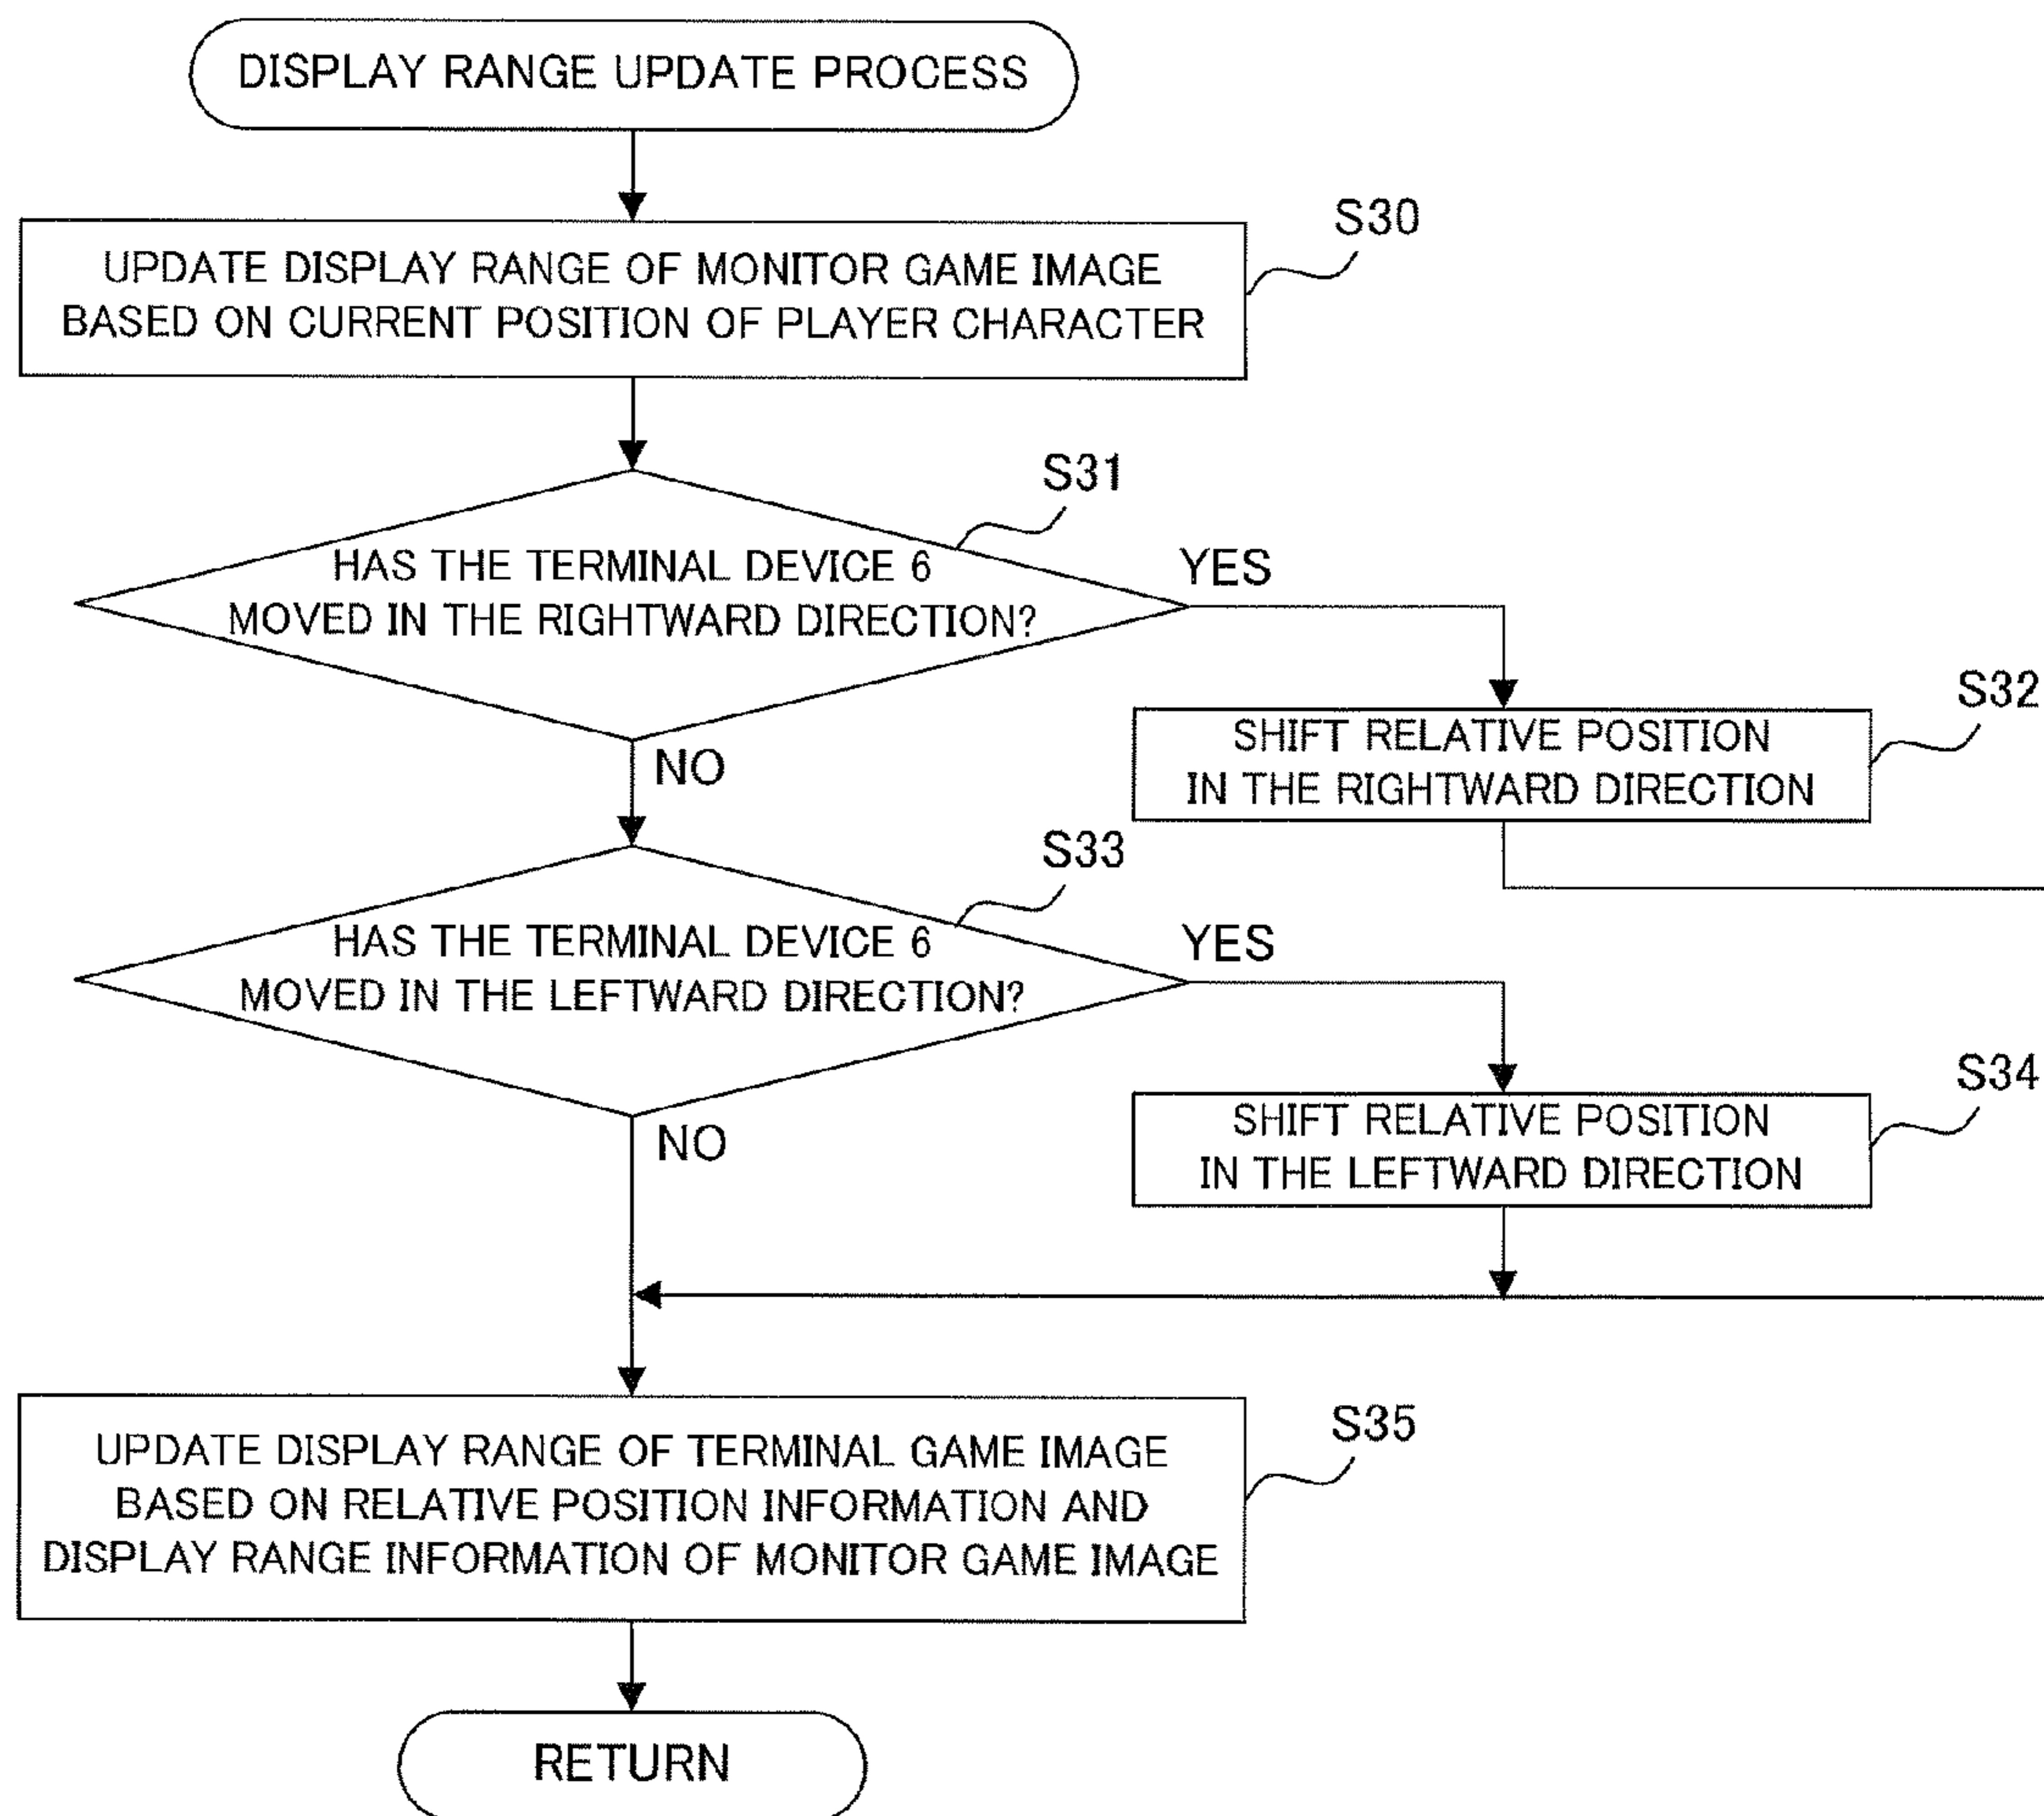 DISPLAY RANGE UPDATE PROCESS
S30
UPDATE DISPLAY RANGE OF MONITOR GAME IMAGE
BASED ON CURRENT POSITION OF PLAYER CHARACTER
S31
HAS THE TERMINAL DEVICE 6
MOVED IN THE RIGHTWARD DIRECTION?
YES
S32
SHIFT RELATIVE POSITION
IN THE RIGHTWARD DIRECTION
NO
S33
HAS THE TERMINAL DEVICE 6
MOVED IN THE LEFTWARD DIRECTION?
YES
S34
SHIFT RELATIVE POSITION
IN THE LEFTWARD DIRECTION
NO
S35
UPDATE DISPLAY RANGE OF TERMINAL GAME IMAGE
BASED ON RELATIVE POSITION INFORMATION AND
DISPLAY RANGE INFORMATION OF MONITOR GAME IMAGE
RETURN